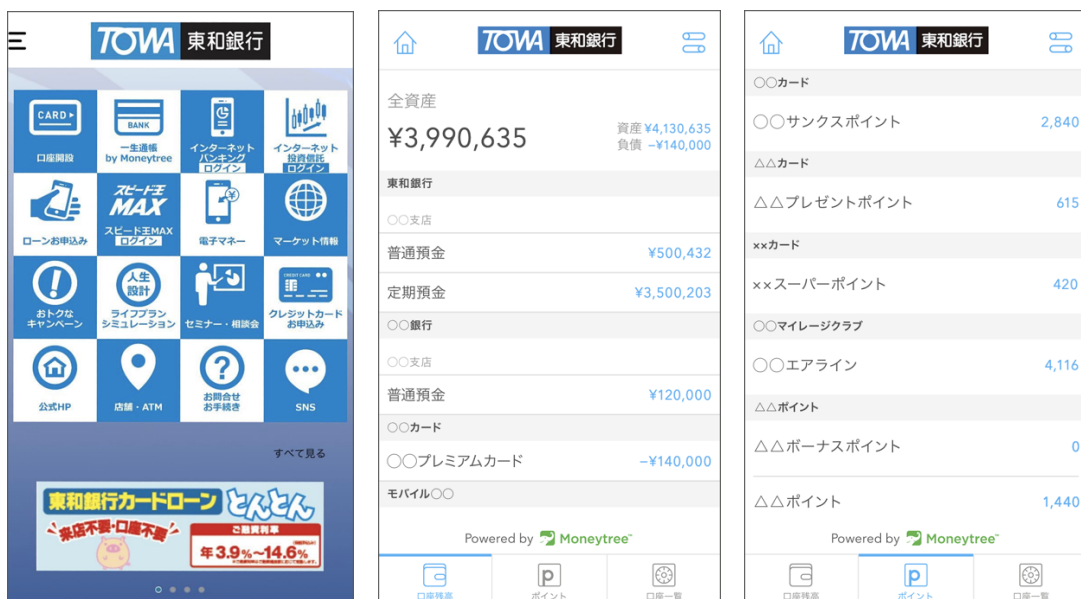 TOWA 東和銀行
CARD
口座開設
BANK
一生通帳
by Moneytree
インターネット
バンキング
ログイン
インターネット
投資信託
ログイン
ローンお申込み
スピード王
MAX
スピード王MAX
ログイン
電子マネー
マーケット情報
おトクな
キャンペーン
人生
設計
ライフプラン
シミュレーション
セミナー・相談会
CREDIT CARD
クレジットカード
お申込み
公式HP
店舗・ATM
お問合せ
お手続き
SNS
すべて見る
東和銀行カードローン とんとん
来店不要・口座不要
ご融資利率
年3.9%~14.6%
TOWA 東和銀行
全資産
¥3,990,635
資産 ¥4,130,635
負債 -¥140,000
東和銀行
○○支店
普通預金 ¥500,432
定期預金 ¥3,500,203
○○銀行
○○支店
普通預金 ¥120,000
○○カード
○○プレミアムカード -¥140,000
モバイル○○
Powered by Moneytree
口座残高 ポイント 口座一覧
TOWA 東和銀行
○○カード
○○サンクスポイント 2,840
△△カード
△△プレゼントポイント 615
××カード
××スーパーポイント 420
○○マイレージクラブ
○○エアライン 4,116
△△ポイント
△△ボーナスポイント 0
△△ポイント 1,440
Powered by Moneytree
口座残高 ポイント 口座一覧